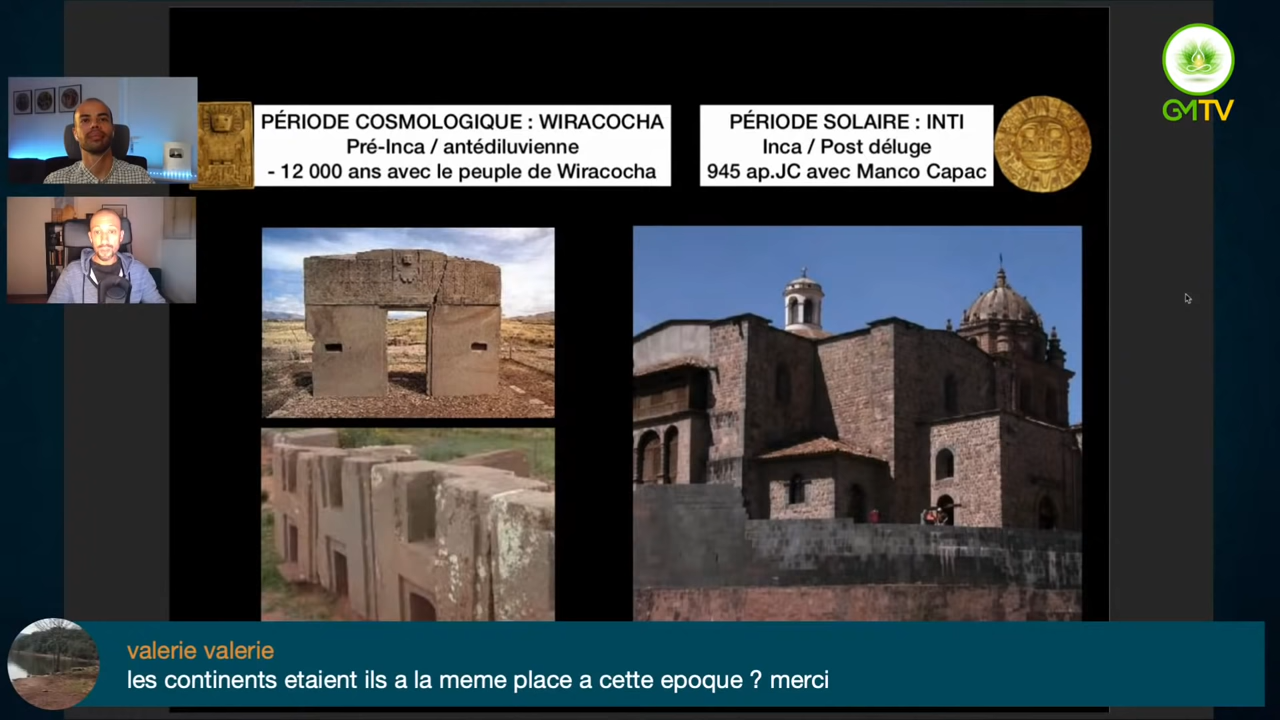 GMTV
PÉRIODE COSMOLOGIQUE : WIRACOCHA
Pré-Inca / antédiluvienne
- 12 000 ans avec le peuple de Wiracocha
PÉRIODE SOLAIRE : INTI
Inca / Post déluge
945 ap.JC avec Manco Capac
valerie valerie
les continents etaient ils a la meme place a cette epoque ? merci